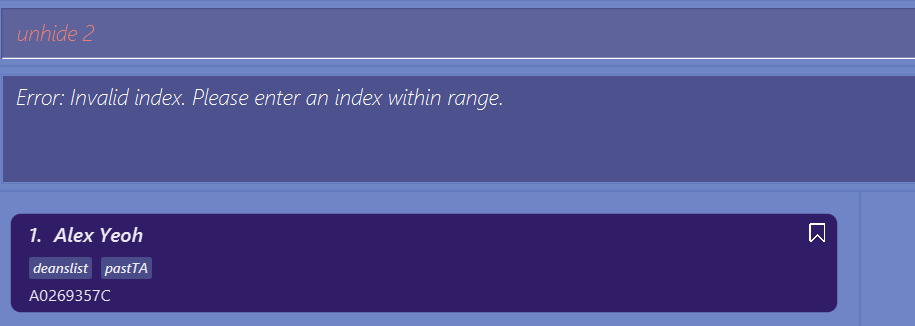 unhide 2
Error: Invalid index. Please enter an index within range.
1. Alex Yeoh
deanslist pastTA
A0269357C